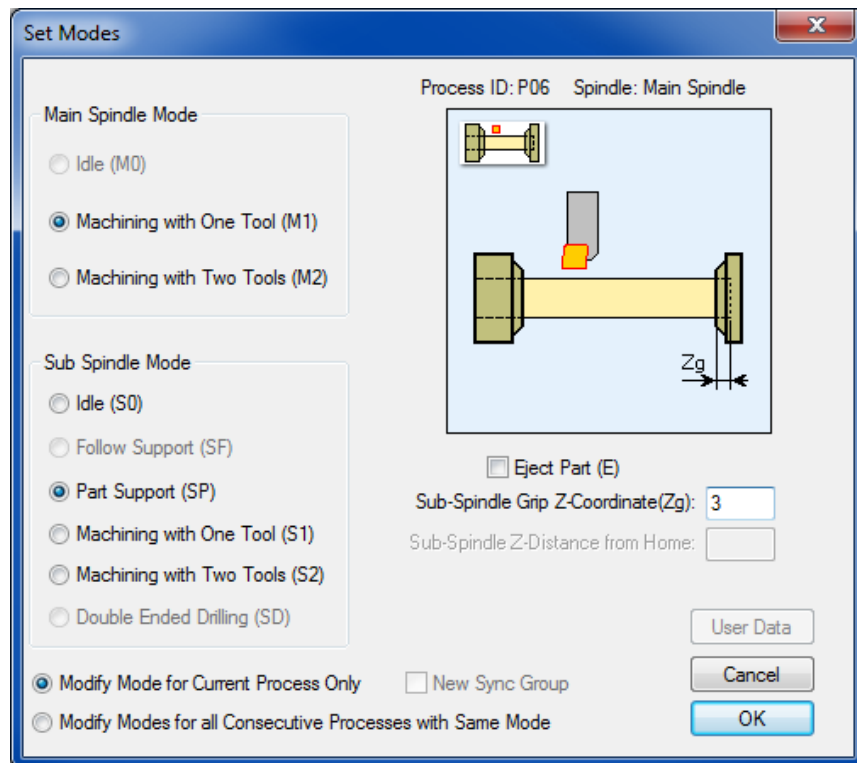 Set Modes
Process ID: P06 Spindle: Main Spindle
Main Spindle Mode
Idle (M0)
Machining with One Tool (M1)
Machining with Two Tools (M2)
Zg
Sub Spindle Mode
Idle (S0)
Follow Support (SF)
Part Support (SP)
Machining with One Tool (S1)
Machining with Two Tools (S2)
Double Ended Drilling (SD)
Eject Part (E)
Sub-Spindle Grip Z-Coordinate(Zg): 3
Sub-Spindle Z-Distance from Home:
User Data
Modify Mode for Current Process Only
New Sync Group
Cancel
Modify Modes for all Consecutive Processes with Same Mode
OK